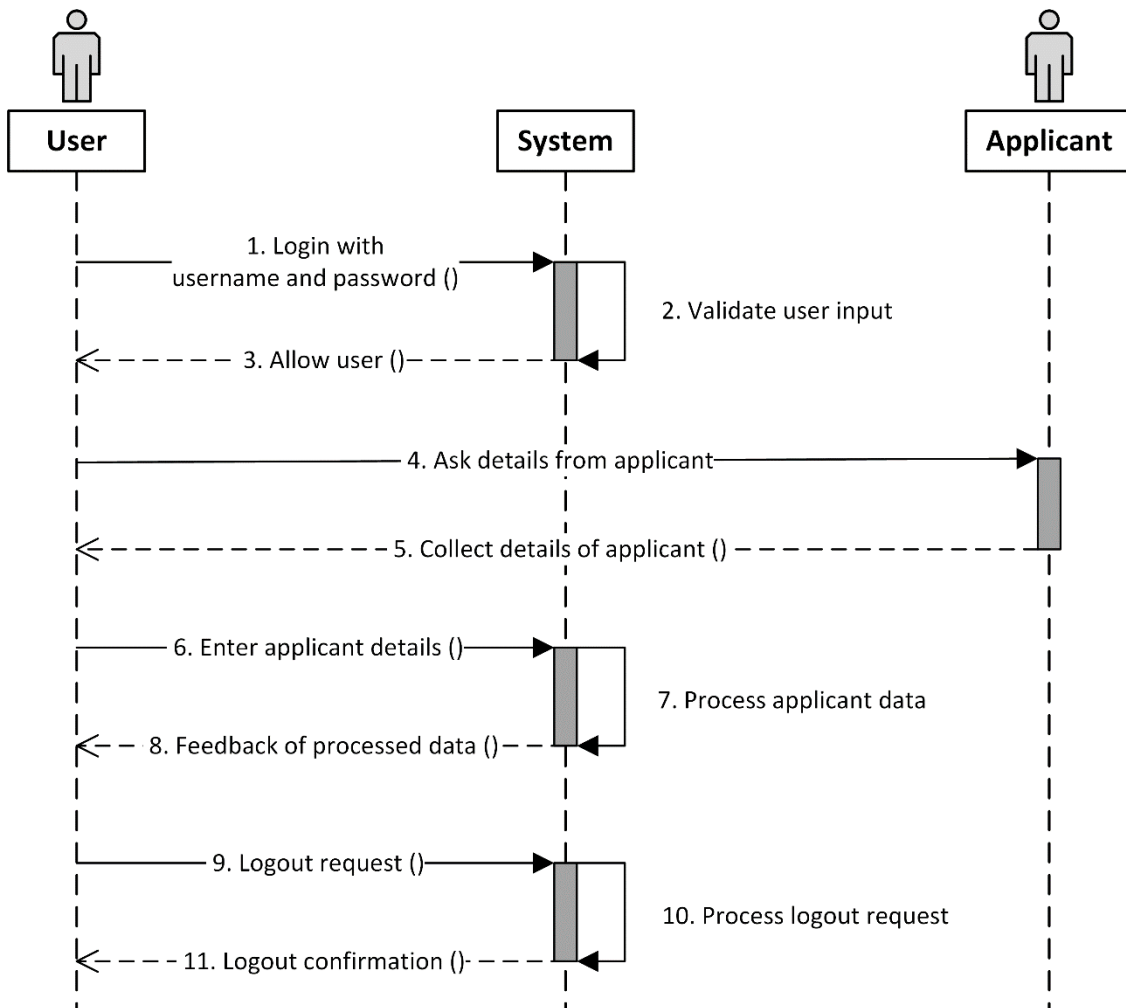 User
System
Applicant
1. Login with
username and password ()
2. Validate user input
3. Allow user ()
4. Ask details from applicant
5. Collect details of applicant ()
6. Enter applicant details ()
7. Process applicant data
8. Feedback of processed data ()
9. Logout request ()
10. Process logout request
11. Logout confirmation ()